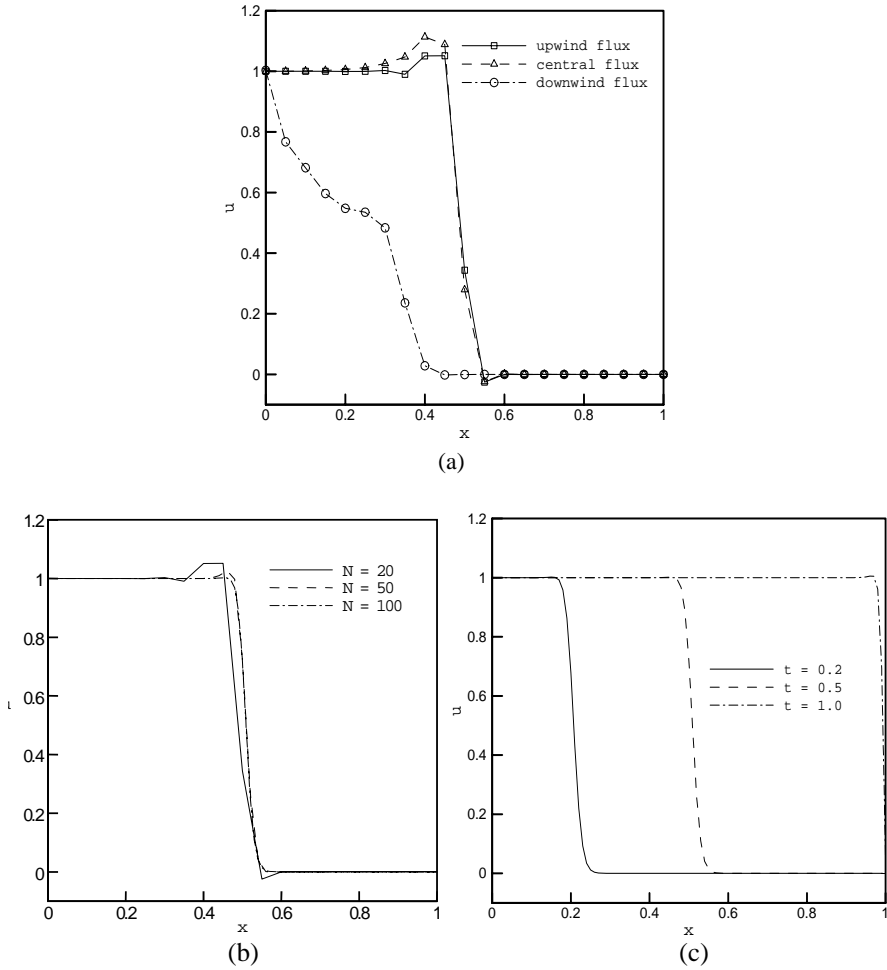 1.2
1
0.8
0.6
0.4
0.2
0
u
upwind flux
central flux
downwind flux
0 0.2 0.4 0.6 0.8 1
x
(a)
1.2
1
0.8
0.6
0.4
0.2
0
N = 20
N = 50
N = 100
0 0.2 0.4 0.6 0.8 1
x
(b)
1.2
1
0.8
0.6
0.4
0.2
0
u
t = 0.2
t = 0.5
t = 1.0
0.2 0.4 0.6 0.8 1
x
(c)